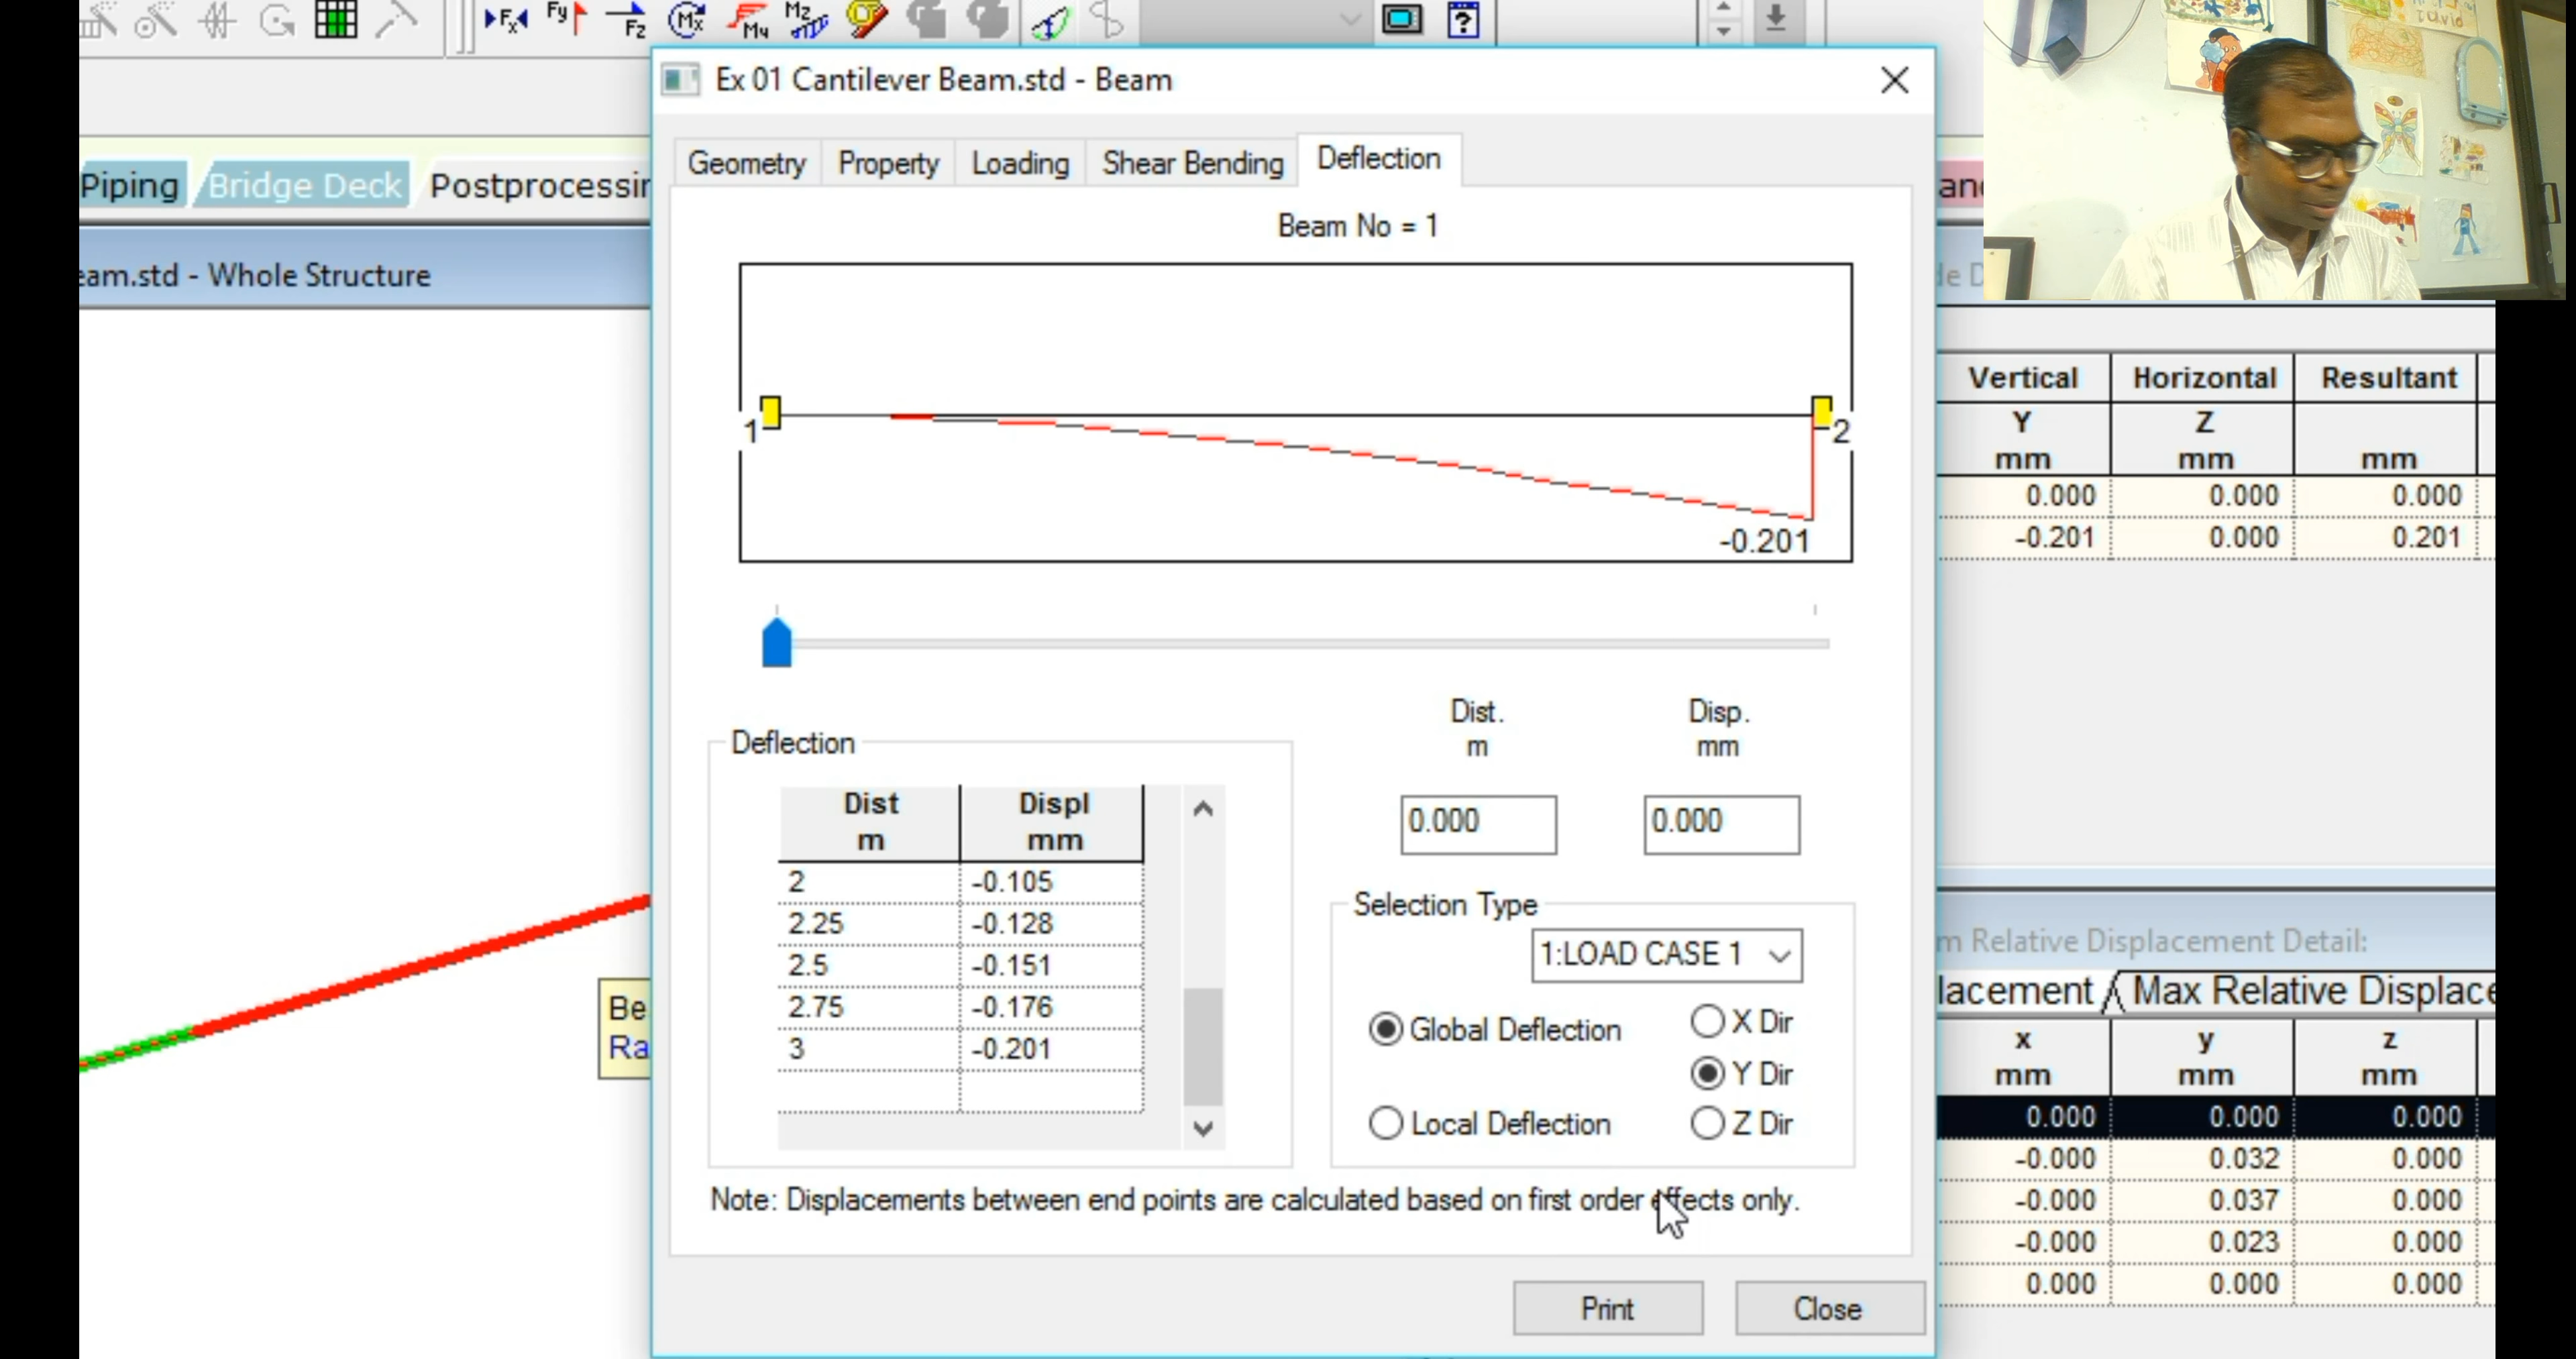 Fx
Fy
Fz
Mx
My
Mz
?
Ex 01 Cantilever Beam.std - Beam
Geometry Property Loading Shear Bending Deflection
Piping Bridge Deck Postprocessin
Beam No = 1
eam.std - Whole Structure
1
2
-0.201
Vertical Horizontal Resultant
Y Z
mm mm mm
0.000 0.000 0.000
-0.201 0.000 0.201
Dist. Disp.
m mm
0.000 0.000
Deflection
Dist Displ
m mm
2 -0.105
2.25 -0.128
2.5 -0.151
2.75 -0.176
3 -0.201
Selection Type
1:LOAD CASE 1
Global Deflection
Local Deflection
X Dir
Y Dir
Z Dir
Be
Ra
m Relative Displacement Detail:
lacement Max Relative Displace
x y z
mm mm mm
0.000 0.000 0.000
-0.000 0.032 0.000
-0.000 0.037 0.000
-0.000 0.023 0.000
0.000 0.000 0.000
Note: Displacements between end points are calculated based on first order effects only.
Print Close